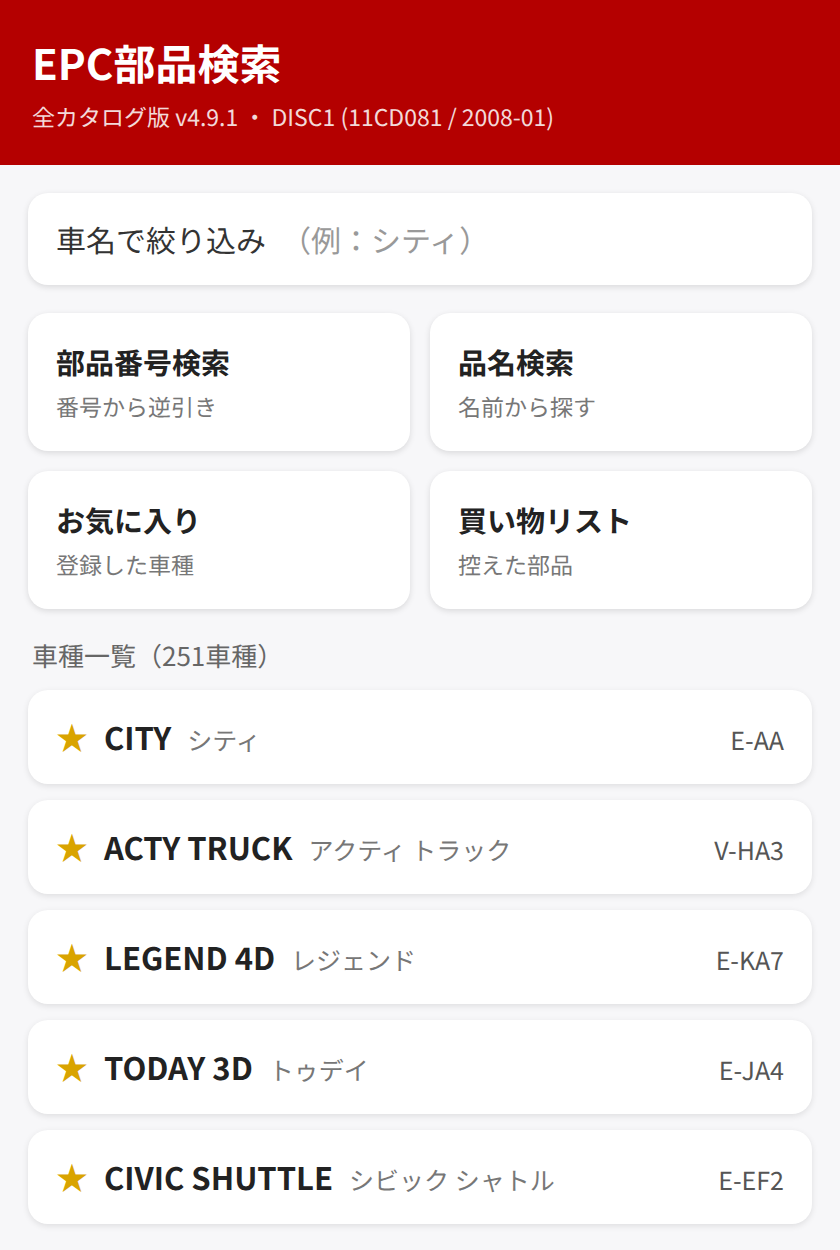 EPC部品検索
全カタログ版 v4.9.1 ・ DISC1 (11CD081 / 2008-01)
車名で絞り込み （例：シティ）
部品番号検索
番号から逆引き
品名検索
名前から探す
お気に入り
登録した車種
買い物リスト
控えた部品
車種一覧（251車種）
★ CITY シティ E-AA
★ ACTY TRUCK アクティ トラック V-HA3
★ LEGEND 4D レジェンド E-KA7
★ TODAY 3D トゥデイ E-JA4
★ CIVIC SHUTTLE シビック シャトル E-EF2